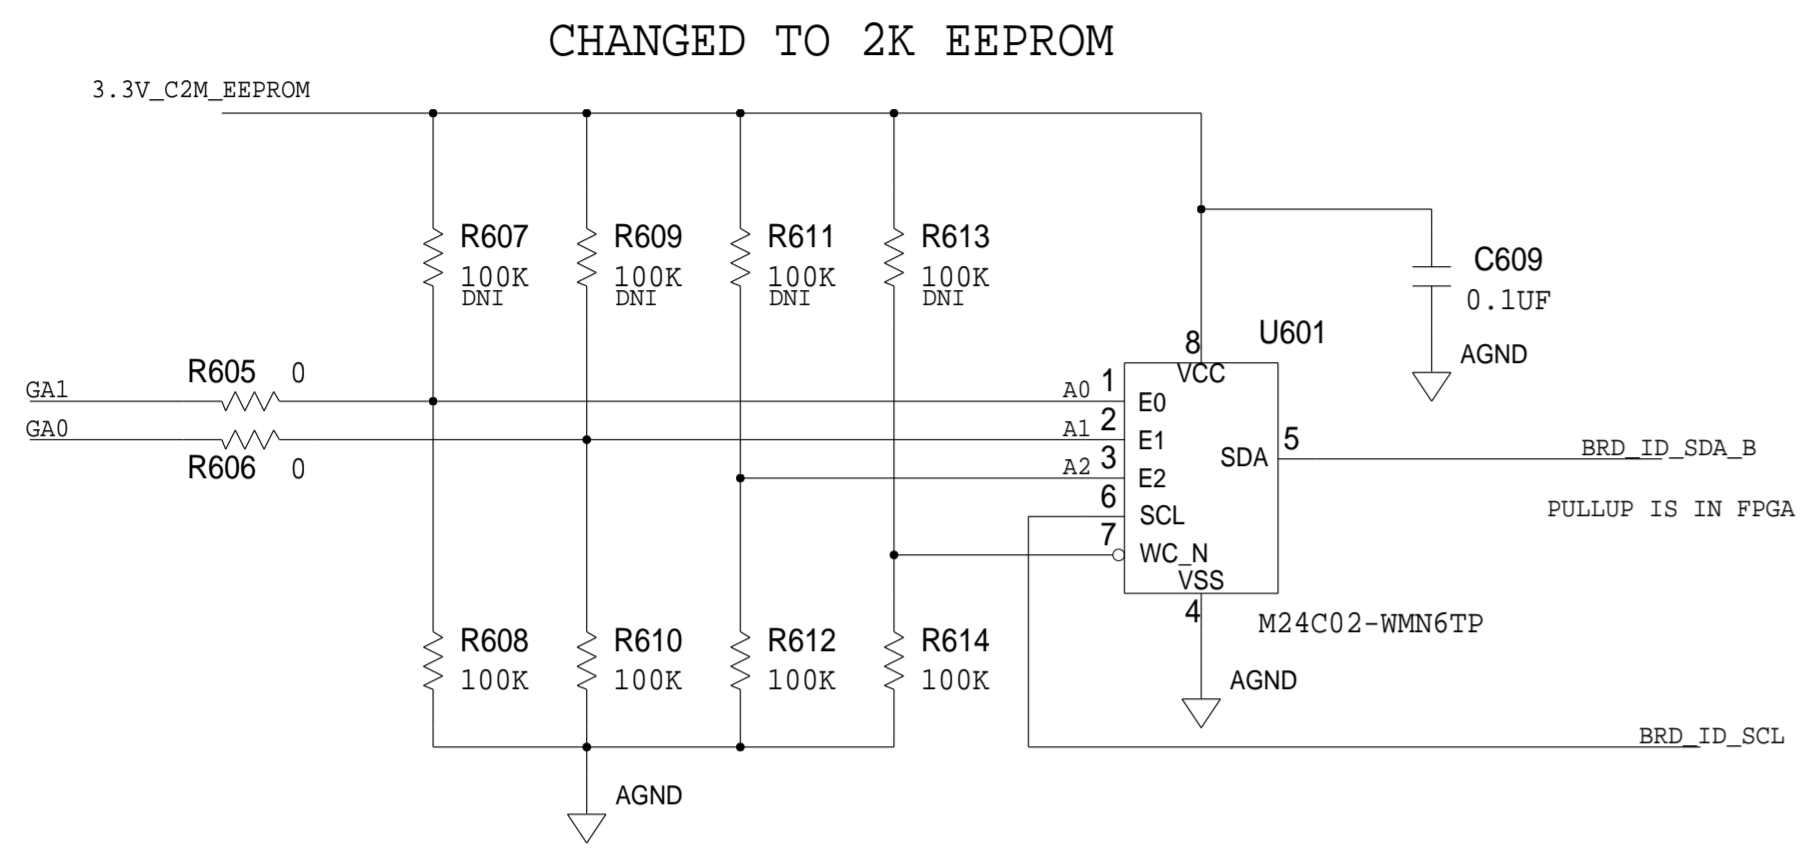 CHANGED TO 2K EEPROM
3.3V_C2M_EEPROM
R607
100K
DNI
R609
100K
DNI
R611
100K
DNI
R613
100K
DNI
C609
0.1UF
AGND
U601
8
VCC
GA1
R605 0
GA0
R606 0
A0 1 E0
A1 2 E1
A2 3 E2
6 SCL
7 WC_N
SDA 5
BRD_ID_SDA_B
PULLUP IS IN FPGA
VSS
4
M24C02-WMN6TP
AGND
R608
100K
R610
100K
R612
100K
R614
100K
BRD_ID_SCL
AGND